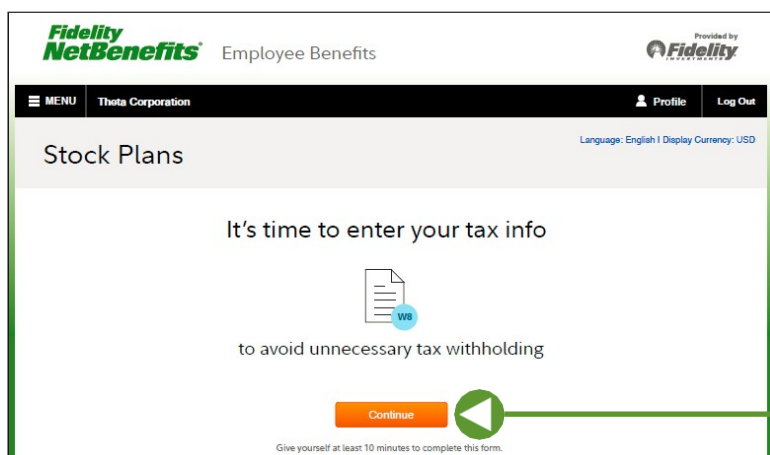 Fidelity
NetBenefits® Employee Benefits
Provided by
Fidelity
INVESTMENTS
MENU Theta Corporation Profile Log Out
Stock Plans
Language: English I Display Currency: USD
It's time to enter your tax info
W8
to avoid unnecessary tax withholding
Continue
Give yourself at least 10 minutes to complete this form.